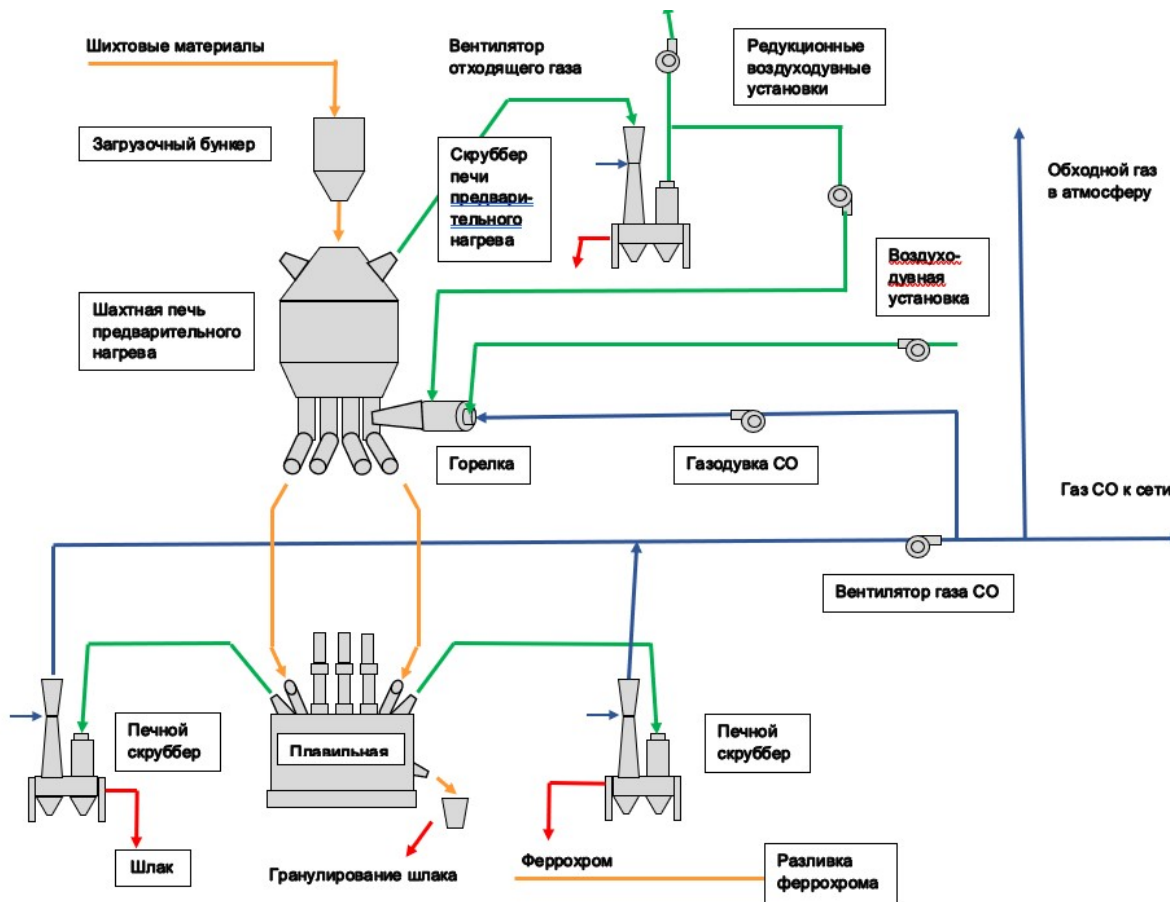 Шихтовые материалы
Вентилятор
отходящего газа
Редукционные
воздуходувные
установки
Загрузочный бункер
Скруббер
печи
предвари-
тельного
нагрева
Обходной газ
в атмосферу
Воздухо-
дувная
установка
Шахтная печь
предварительного
нагрева
Горелка
Газодувка СО
Газ СО к сети
Вентилятор газа СО
Печной
скруббер
Плавильная
Печной
скруббер
Шлак
Гранулирование шлака
Феррохром
Разливка
феррохрома